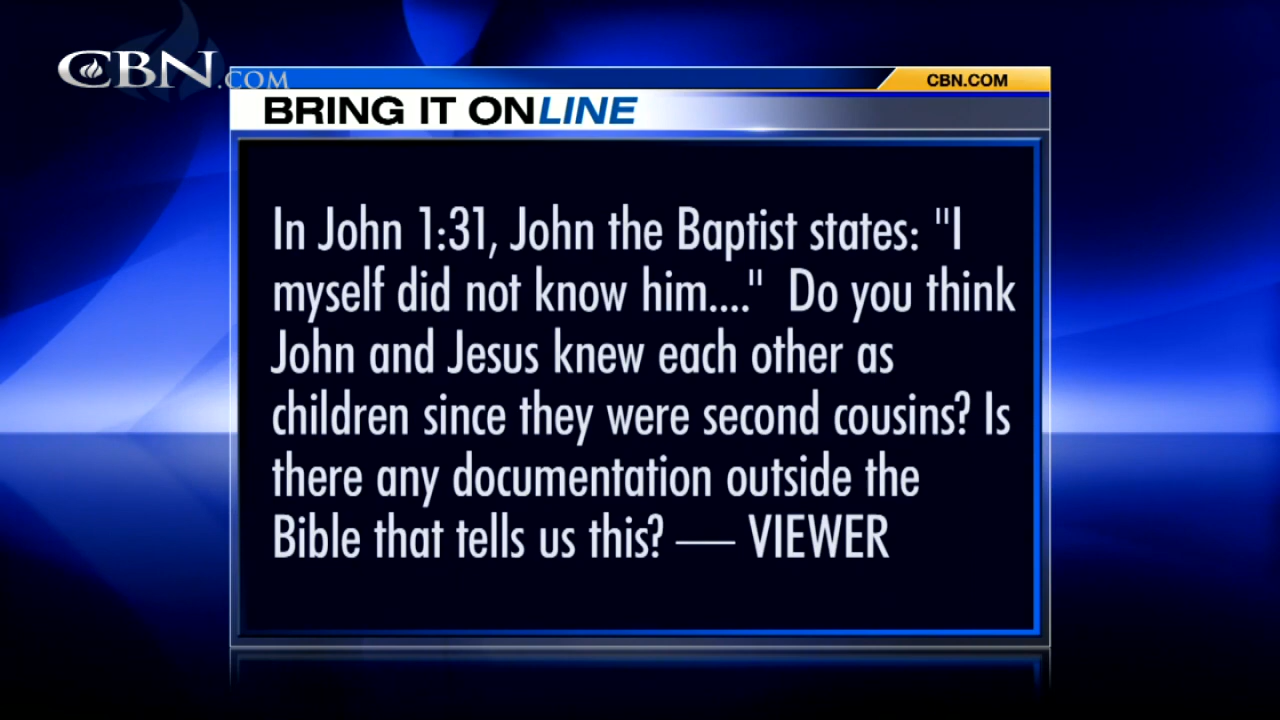 CBN.COM
CBN.COM
BRING IT ONLINE
In John 1:31, John the Baptist states: "I
myself did not know him...."  Do you think
John and Jesus knew each other as
children since they were second cousins? Is
there any documentation outside the
Bible that tells us this? — VIEWER